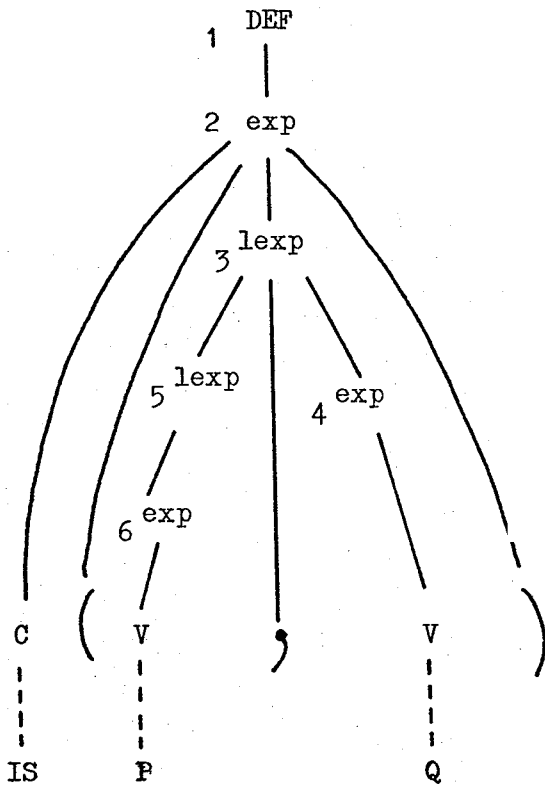 1 DEF
2 exp
3 lexp
5 lexp
4 exp
6 exp
C ( V , V )
IS P Q